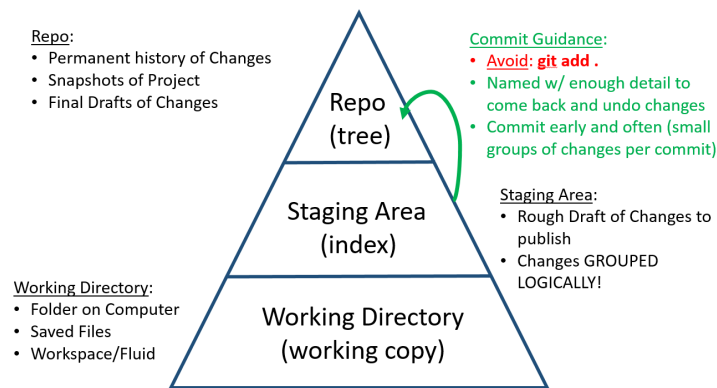 Repo:
• Permanent history of Changes
• Snapshots of Project
• Final Drafts of Changes
Commit Guidance:
• Avoid: git add .
• Named w/ enough detail to
come back and undo changes
• Commit early and often (small
groups of changes per commit)
Repo
(tree)
Staging Area
(index)
Staging Area:
• Rough Draft of Changes to
publish
• Changes GROUPED
LOGICALLY!
Working Directory:
• Folder on Computer
• Saved Files
• Workspace/Fluid
Working Directory
(working copy)